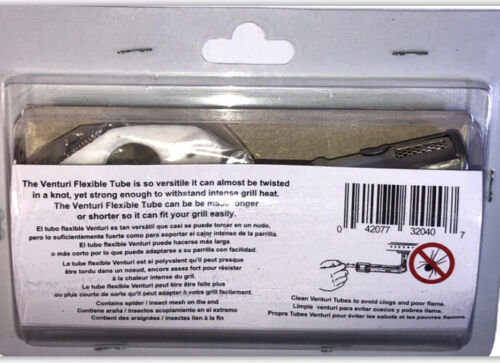 The Venturi Flexible Tube is so versitile it can almost be twisted
in a knot, yet strong enough to withstand intense grill heat.
The Venturi Flexible Tube can be be made longer
or shorter so it can fit your grill easily.
El tubo flexible Venturi es tan versátil que casi se puede torcer en un nudo,
pero lo suficientemente fuerte como para soportar el calor intenso de la parrilla.
El tubo flexible Venturi puede hacerse más larga
o más corto por lo que puede adaptarse a su parrilla con facilidad.
Le tube flexible Venturi est si polyvalent qu'il peut presque
être tordu dans un noeud, encore assez fort pour résister
à la chaleur intense du gril.
Le tube flexible Venturi peut être être faite plus
ou plus courte de sorte qu'il peut adapter à votre grill facilement.
Contains spider / insect mesh on the end
Contiene araña / insectos acoplamiento en el extremo
Contient des araignées / insectes ilen à la fin
0 42077 32040 7
Clean Venturi Tubes to avoid clogs and poor flame.
Limpie venturi para evitar zuecos y pobres llama.
Propre Tubes Venturi pour éviter les sabots et les pauvres flamme.